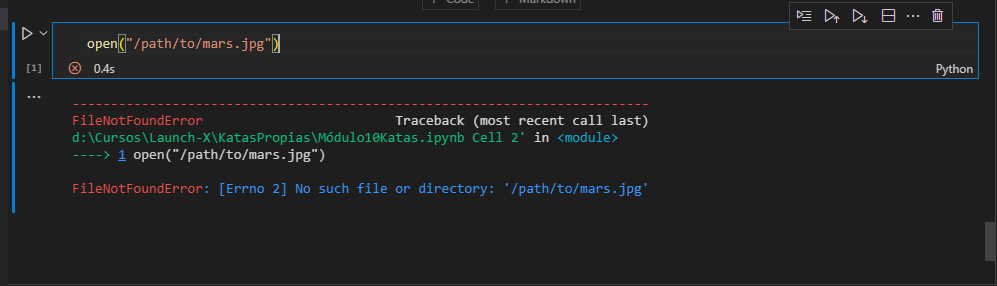 + Code + Markdown
open("/path/to/mars.jpg")
[1] 0.4s Python
...
---------------------------------------------------------------------------
FileNotFoundError Traceback (most recent call last)
d:\Cursos\Launch-X\KatasPropias\Módulo10Katas.ipynb Cell 2' in <module>
----> 1 open("/path/to/mars.jpg")
FileNotFoundError: [Errno 2] No such file or directory: '/path/to/mars.jpg'